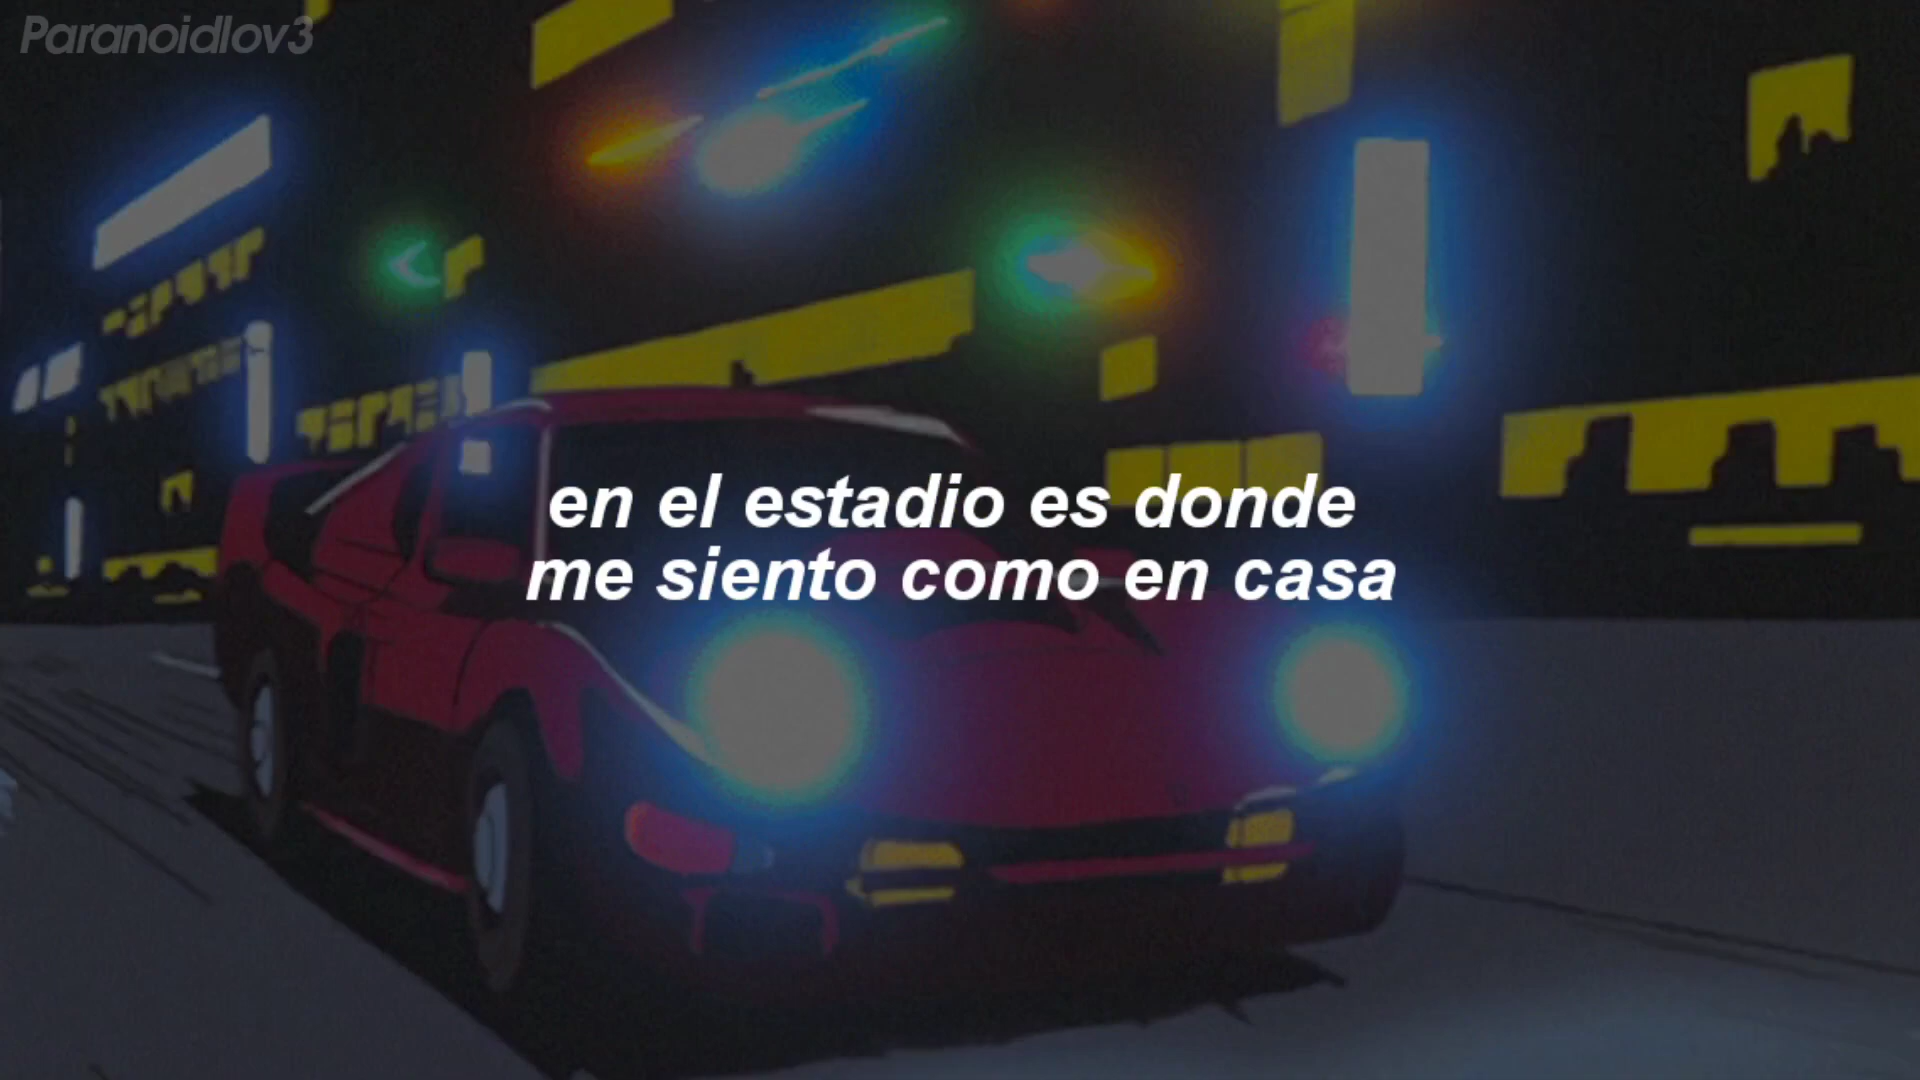 Paranoidlov3
en el estadio es donde
me siento como en casa